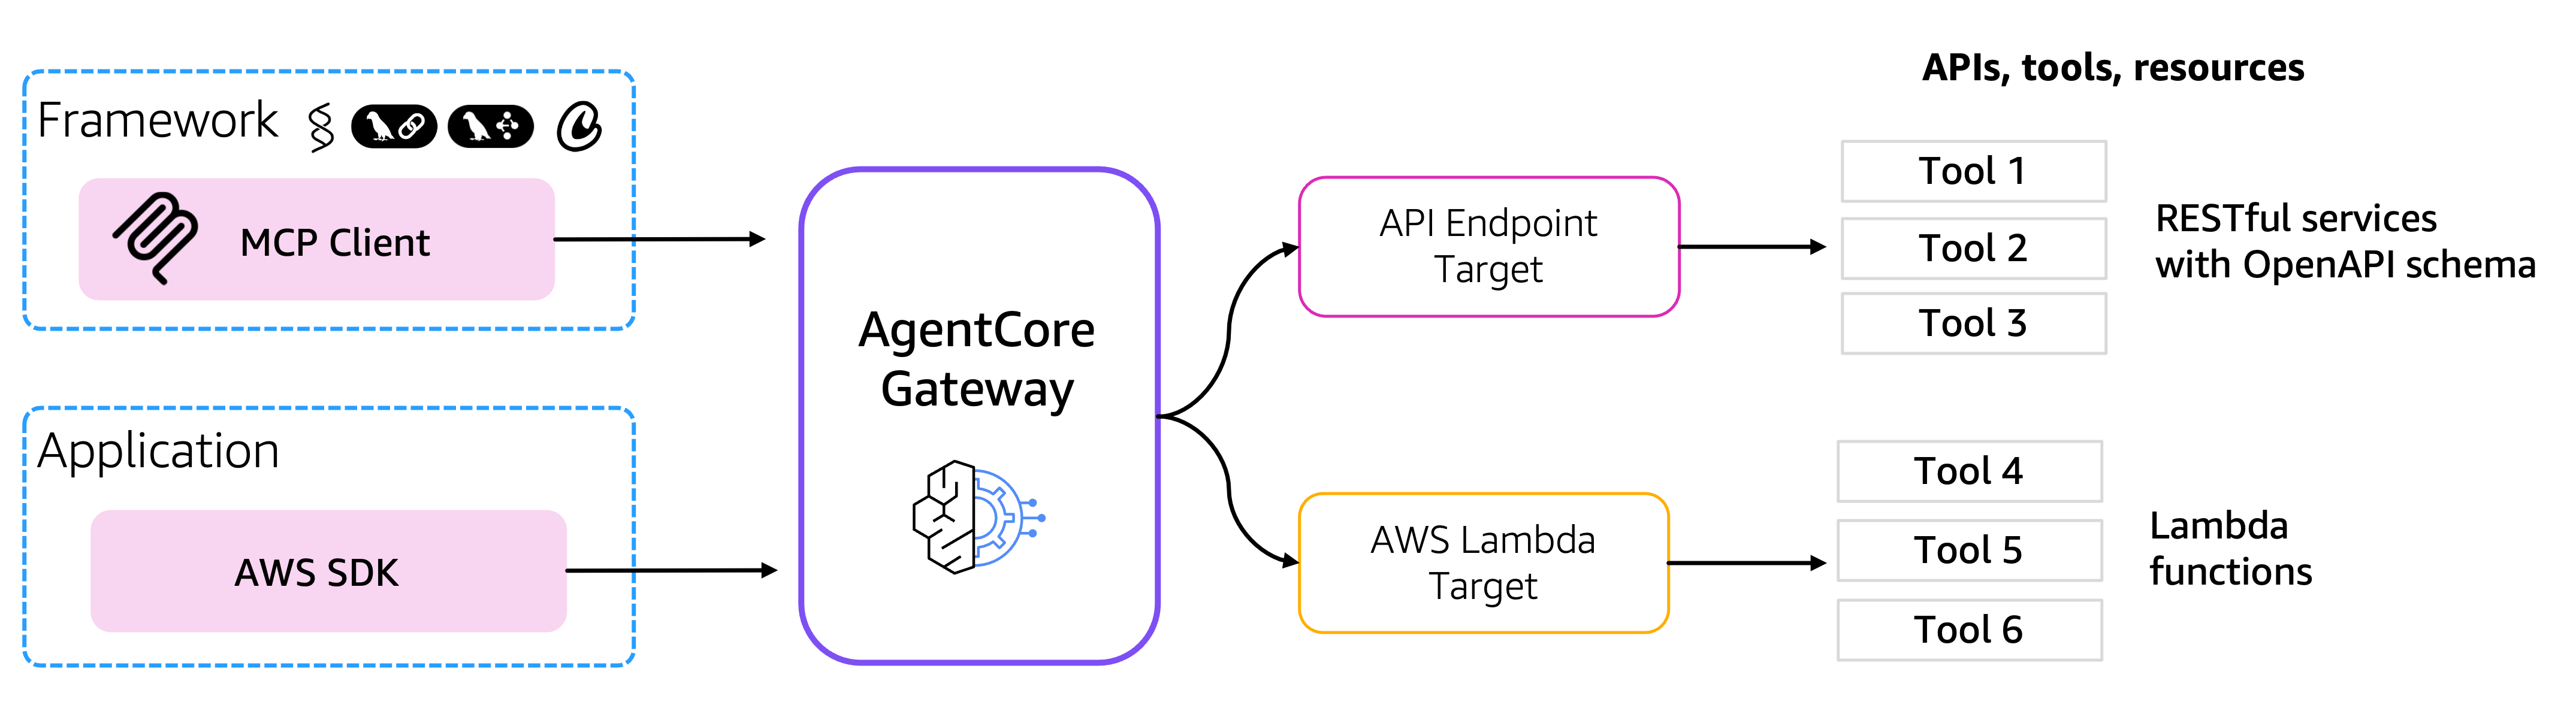 APIs, tools, resources
Framework
MCP Client
Application
AWS SDK
AgentCore
Gateway
API Endpoint
Target
AWS Lambda
Target
Tool 1
Tool 2
Tool 3
RESTful services
with OpenAPI schema
Tool 4
Tool 5
Tool 6
Lambda
functions